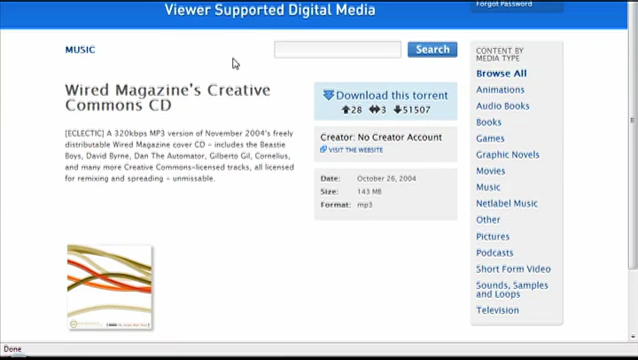 Viewer Supported Digital Media
Forgot Password
MUSIC
Search
Wired Magazine's Creative
Commons CD
[ECLECTIC] A 320kbps MP3 version of November 2004's freely
distributable Wired Magazine cover CD - includes the Beastie
Boys, David Byrne, Dan The Automator, Gilberto Gil, Cornelius,
and many more Creative Commons-licensed tracks, all licensed
for remixing and spreading - unmissable.
Download this torrent
28 3 51507
Creator: No Creator Account
VISIT THE WEBSITE
Date: October 26, 2004
Size: 143 MB
Format: mp3
CONTENT BY
MEDIA TYPE
Browse All
Animations
Audio Books
Books
Games
Graphic Novels
Movies
Music
Netlabel Music
Other
Pictures
Podcasts
Short Form Video
Sounds, Samples
and Loops
Television
Done